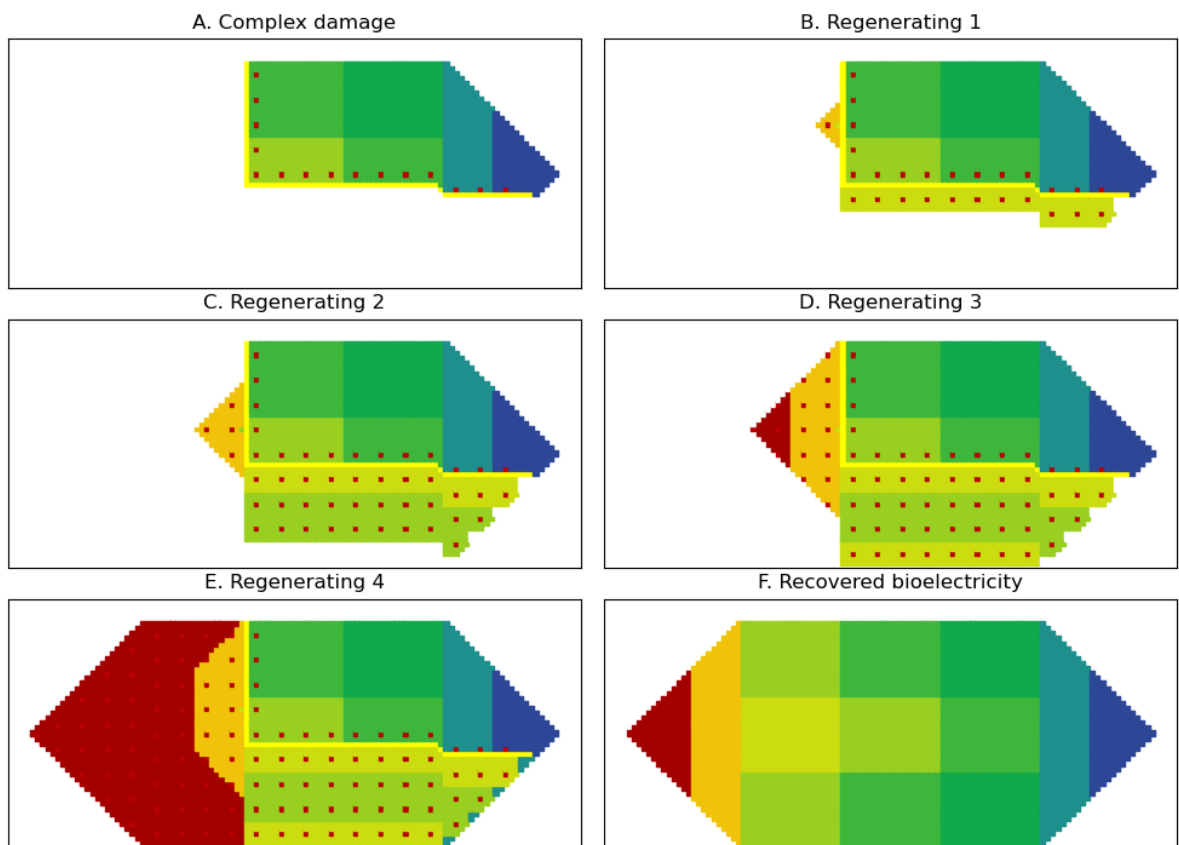 A. Complex damage
B. Regenerating 1
C. Regenerating 2
D. Regenerating 3
E. Regenerating 4
F. Recovered bioelectricity